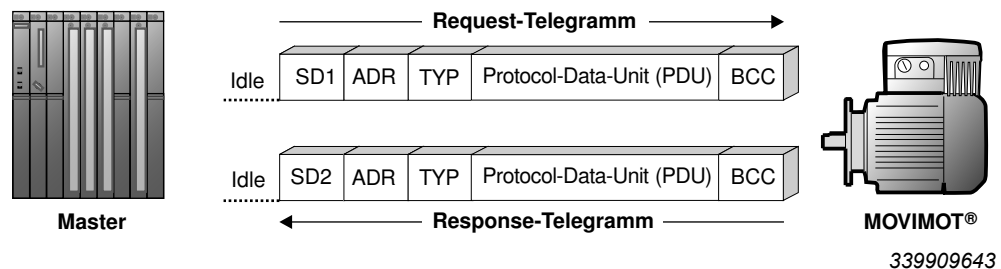 Request-Telegramm
Idle SD1 ADR TYP Protocol-Data-Unit (PDU) BCC
Idle SD2 ADR TYP Protocol-Data-Unit (PDU) BCC
Master Response-Telegramm MOVIMOT®
339909643